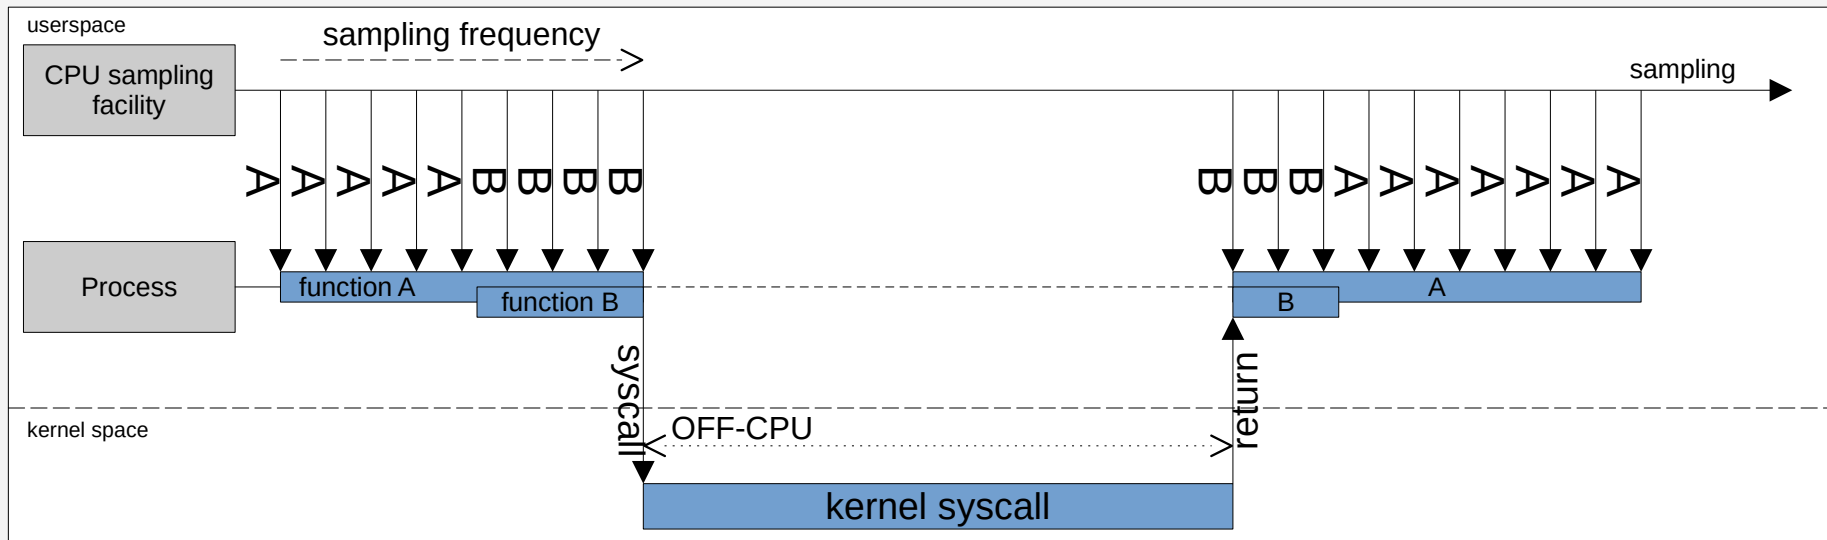 userspace
sampling frequency
CPU sampling
facility
sampling
A
A
A
A
A
B
B
B
B
B
B
B
A
A
A
A
A
A
A
Process
function A
function B
B
A
syscall
return
kernel space
OFF-CPU
kernel syscall